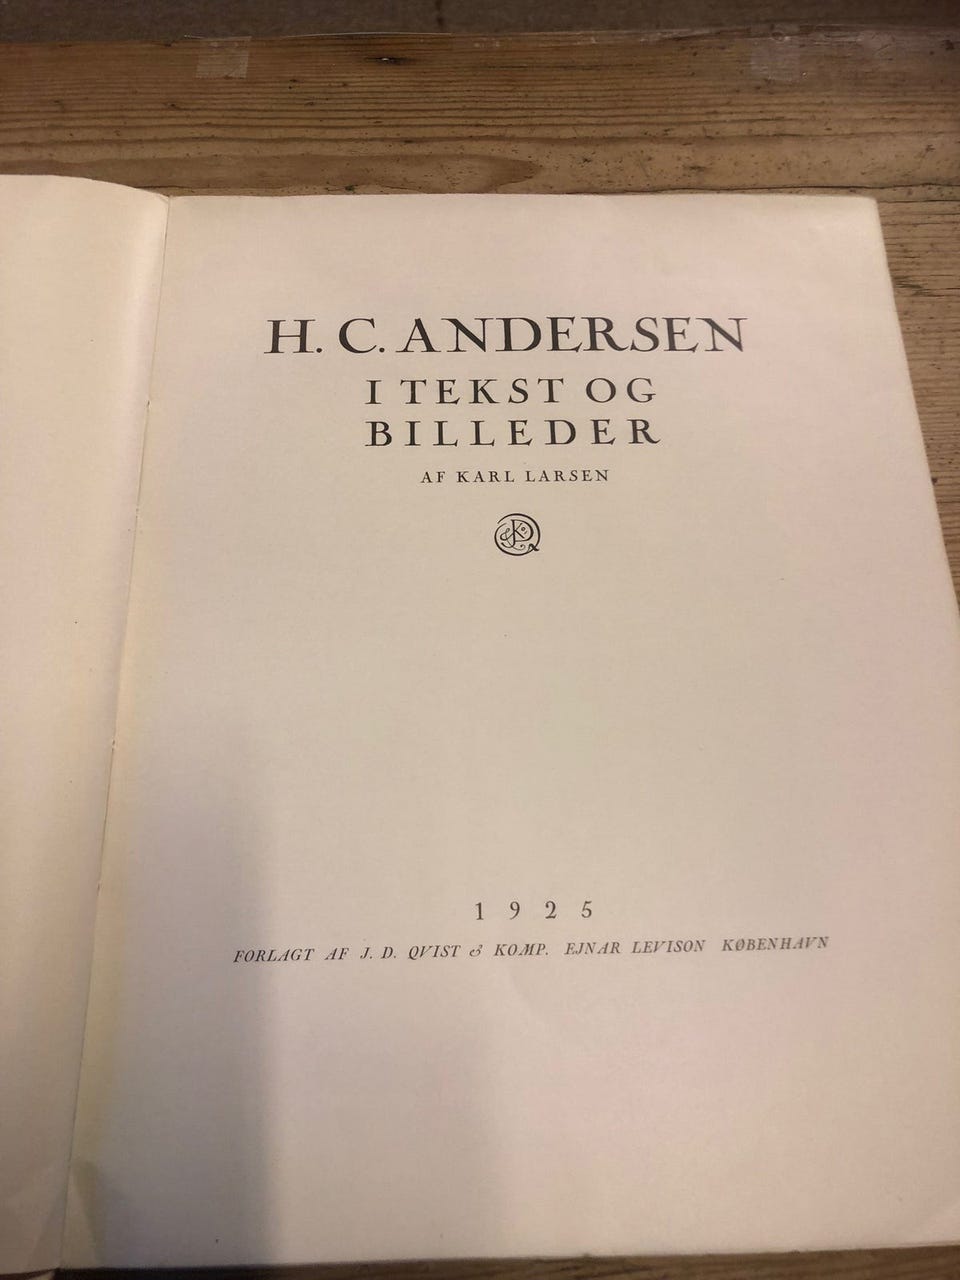 H. C. ANDERSEN
I TEKST OG
BILLEDER
AF KARL LARSEN
1925
FORLAGT AF J. D. QVIST & KOMP. EJNAR LEVISON KØBENHAVN